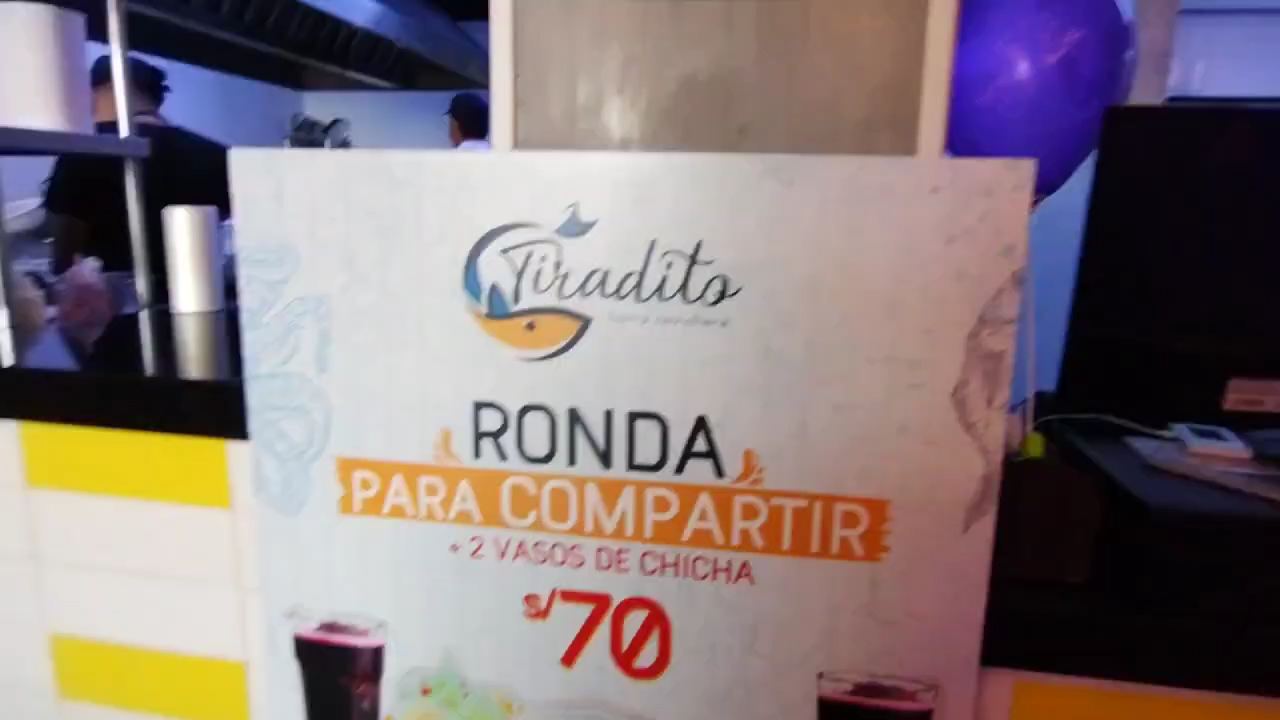 Tiradito
RONDA
PARA COMPARTIR
+ 2 VASOS DE CHICHA
s/70